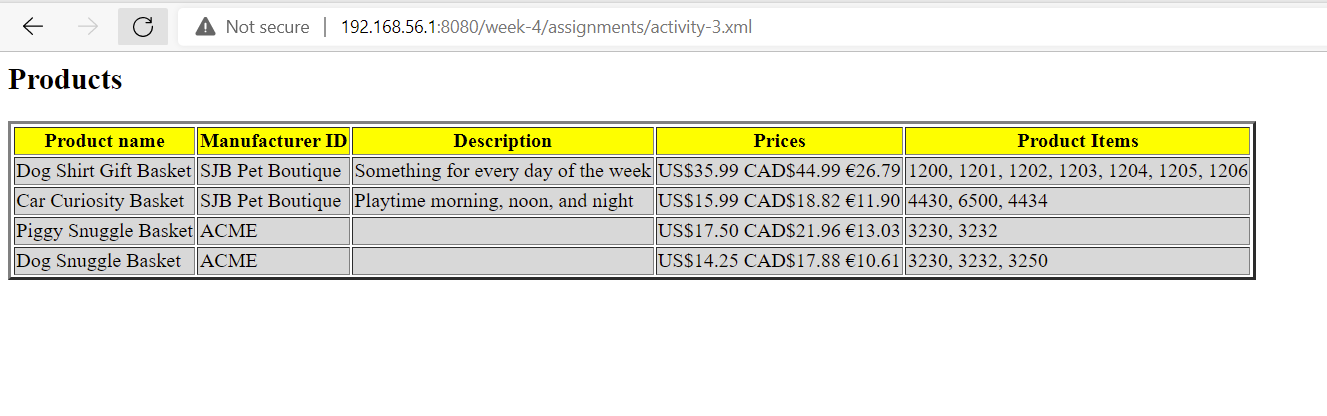 Not secure | 192.168.56.1:8080/week-4/assignments/activity-3.xml
Products
Product name Manufacturer ID Description Prices Product Items
Dog Shirt Gift Basket SJB Pet Boutique Something for every day of the week US$35.99 CAD$44.99 €26.79 1200, 1201, 1202, 1203, 1204, 1205, 1206
Car Curiosity Basket SJB Pet Boutique Playtime morning, noon, and night US$15.99 CAD$18.82 €11.90 4430, 6500, 4434
Piggy Snuggle Basket ACME US$17.50 CAD$21.96 €13.03 3230, 3232
Dog Snuggle Basket ACME US$14.25 CAD$17.88 €10.61 3230, 3232, 3250